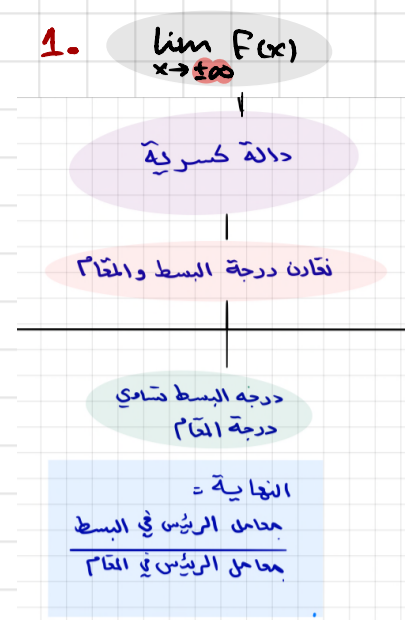 1. lim F(x)
x→±∞
دالة كسرية
نقارن درجة البسط والمقام
درجه البسط تساوي
درجة المقام
النهاية =
معامل الرئيس في البسط
معامل الرئيس في المقام